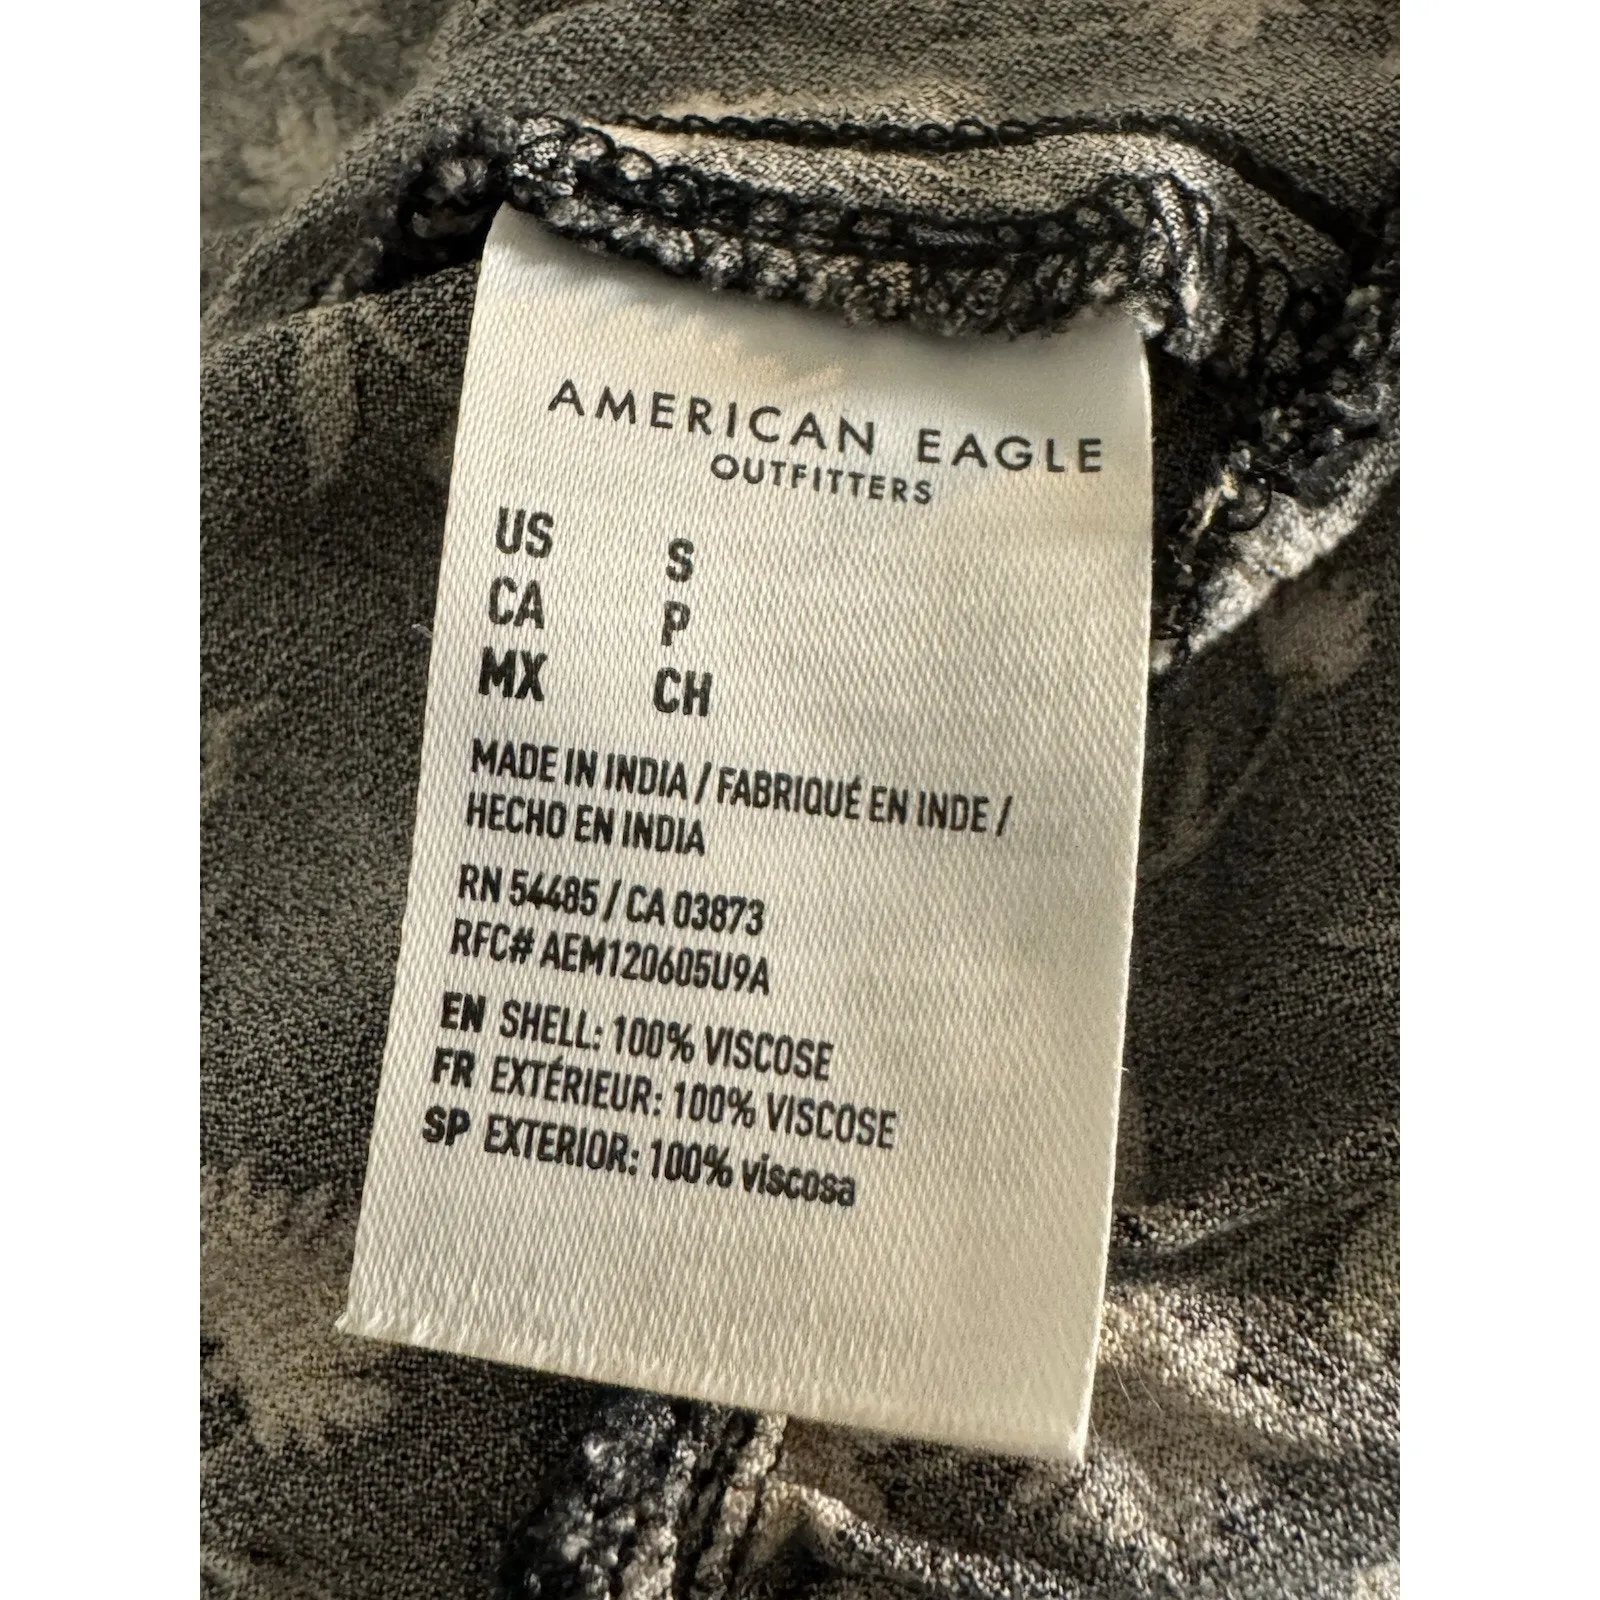 AMERICAN EAGLE
OUTFITTERS
US S
CA P
MX CH
MADE IN INDIA / FABRIQUÉ EN INDE /
HECHO EN INDIA
RN 54485 / CA 03873
RFC# AEM120605U9A
EN SHELL: 100% VISCOSE
FR EXTÉRIEUR: 100% VISCOSE
SP EXTERIOR: 100% viscosa